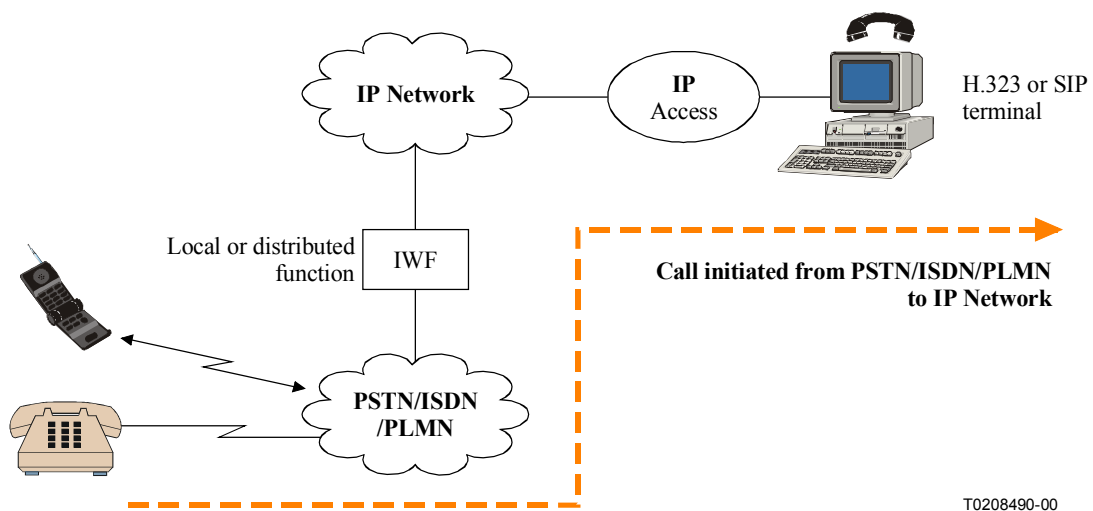 IP Network
IP
Access
H.323 or SIP
terminal
Local or distributed
function
IWF
Call initiated from PSTN/ISDN/PLMN
to IP Network
PSTN/ISDN
/PLMN
T0208490-00